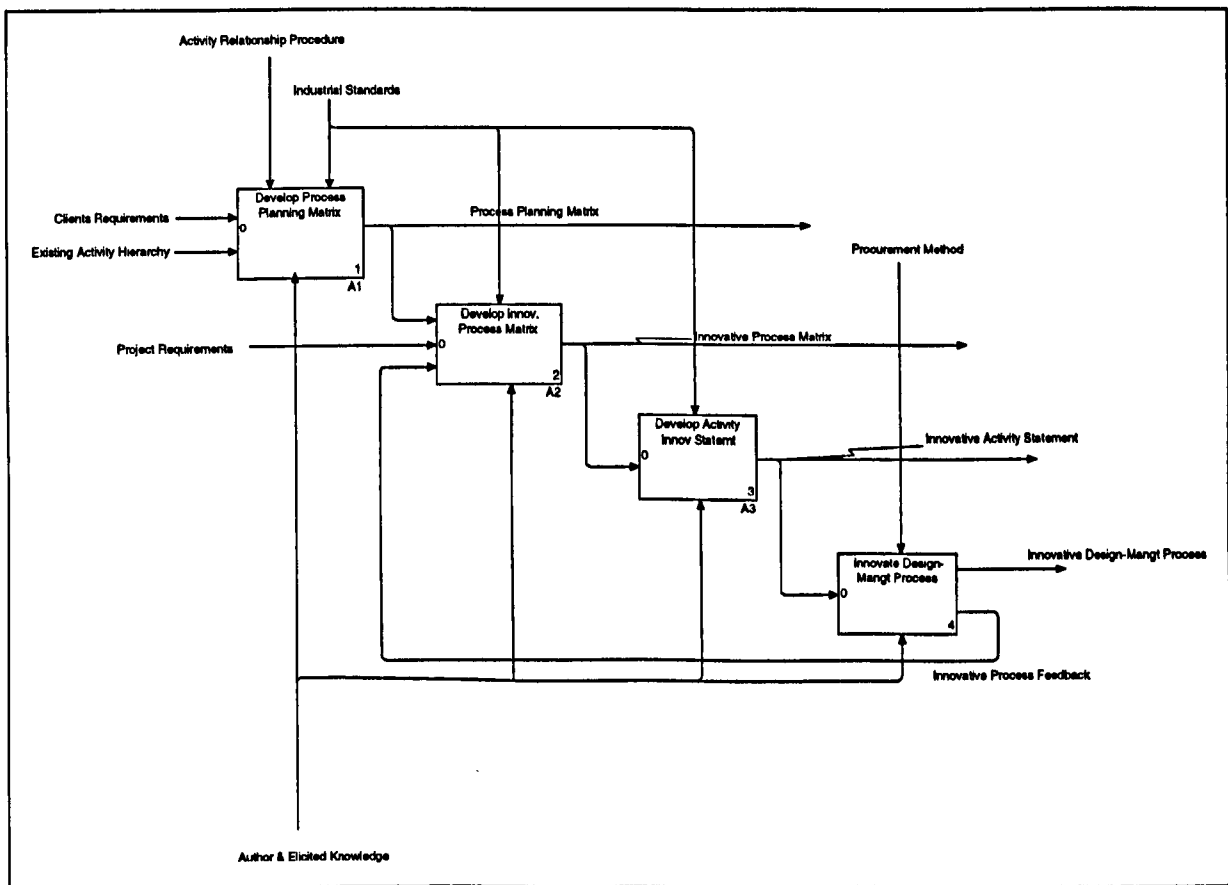 Activity Relationship Procedure
Industrial Standards
Develop Process
Planning Matrix
Clients Requirements
0
Existing Activity Hierarchy
1
A1
Process Planning Matrix
Procurement Method
Develop Innov.
Process Matrix
Project Requirements
0
2
A2
Innovative Process Matrix
Develop Activity
Innov Statemt
0
3
A3
Innovative Activity Statement
Innovate Design-
Mangt Process
0
4
Innovative Design-Mangt Process
Innovative Process Feedback
Author & Elicited Knowledge